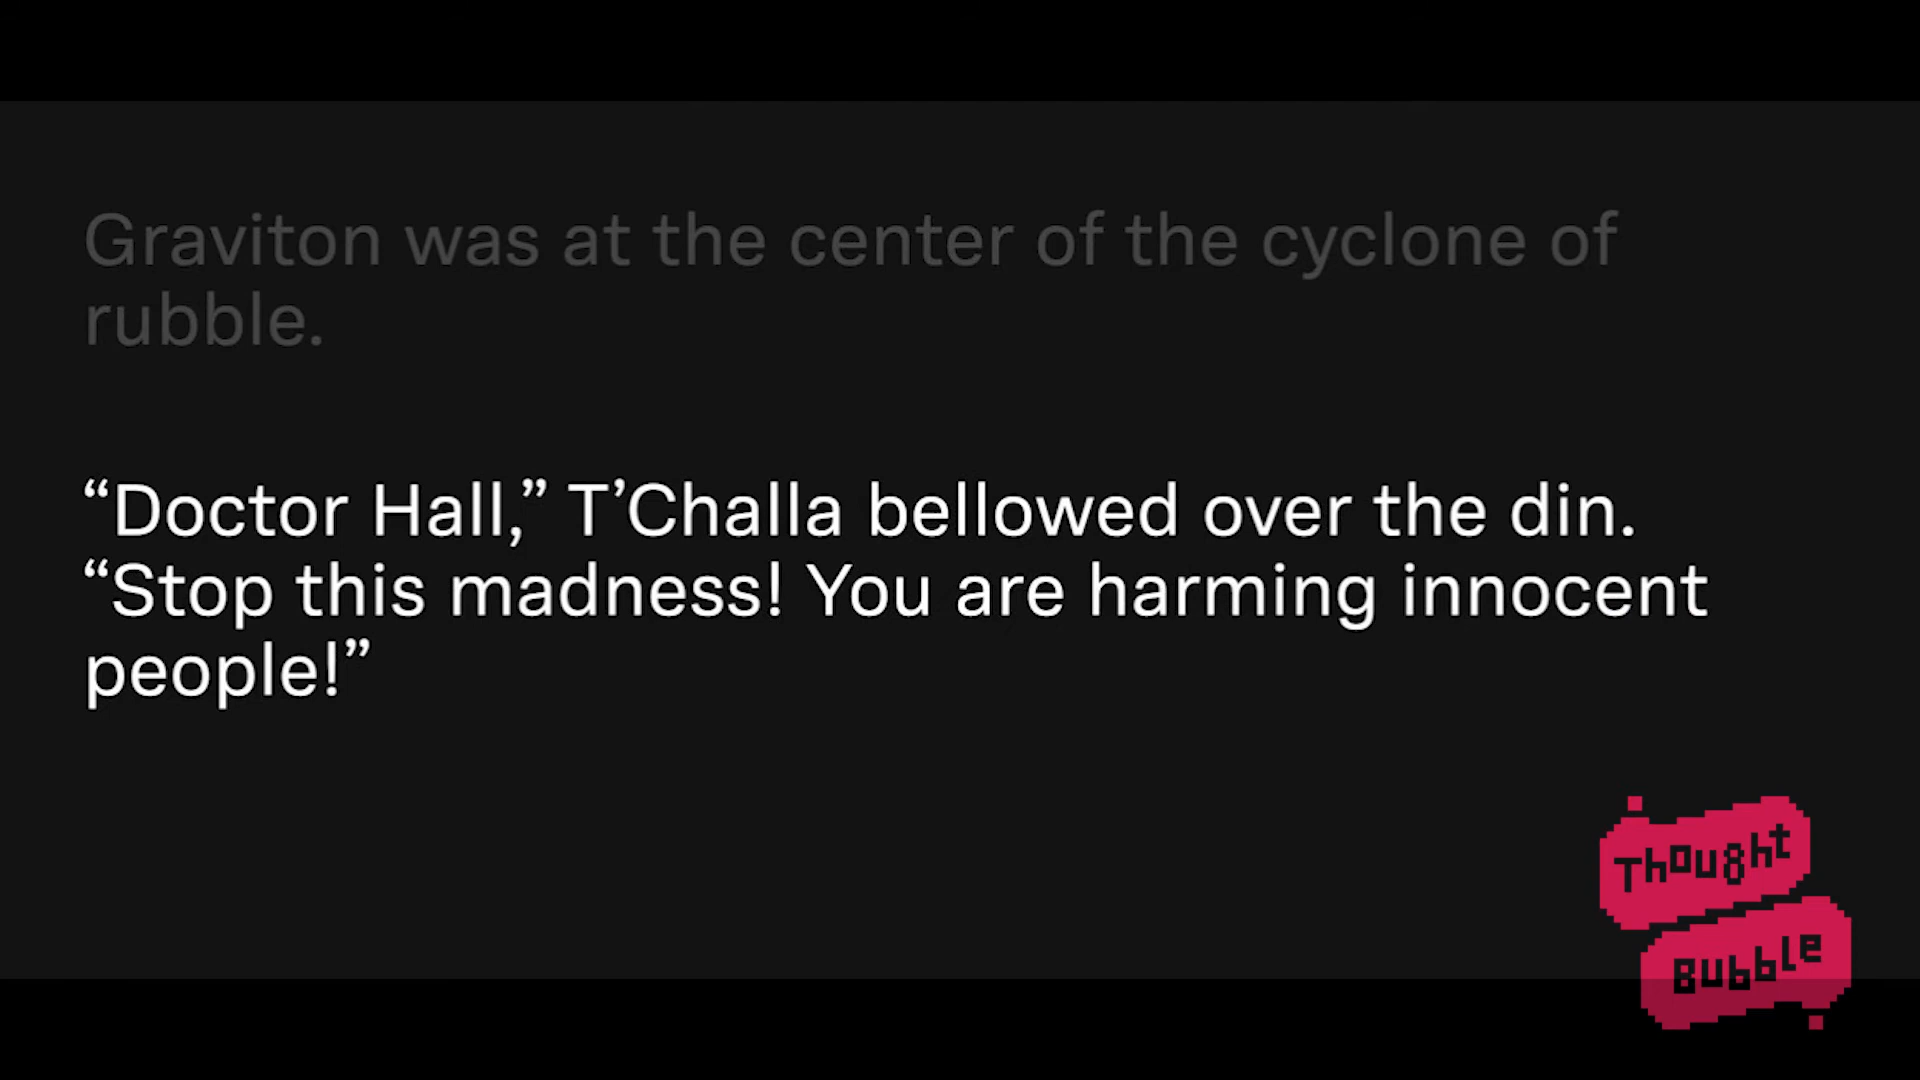 Graviton was at the center of the cyclone of
rubble.
“Doctor Hall,” T’Challa bellowed over the din.
“Stop this madness! You are harming innocent
people!”
Thought
Bubble